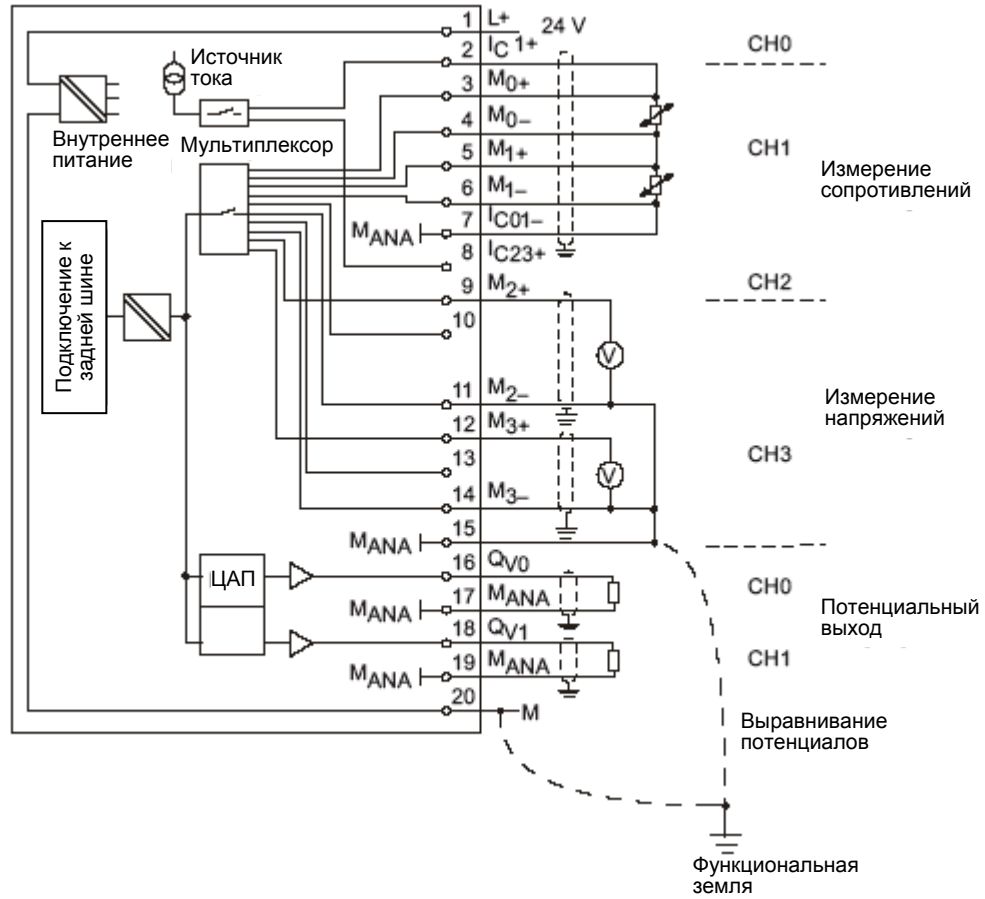 1 L+ 24 V
2 IC 1+
3 M0+
4 M0–
5 M1+
6 M1–
7 IC01–
8 IC23+
9 M2+
10
11 M2–
12 M3+
13
14 M3–
15
16 QV0
17 MANA
18 QV1
19 MANA
20 M
Источник
тока
Внутреннее
питание
Мультиплексор
MANA
Подключение к
задней шине
V
V
MANA
ЦАП
MANA
MANA
CH0
CH1
Измерение
сопротивлений
CH2
Измерение
напряжений
CH3
CH0
Потенциальный
выход
CH1
Выравнивание
потенциалов
Функциональная
земля